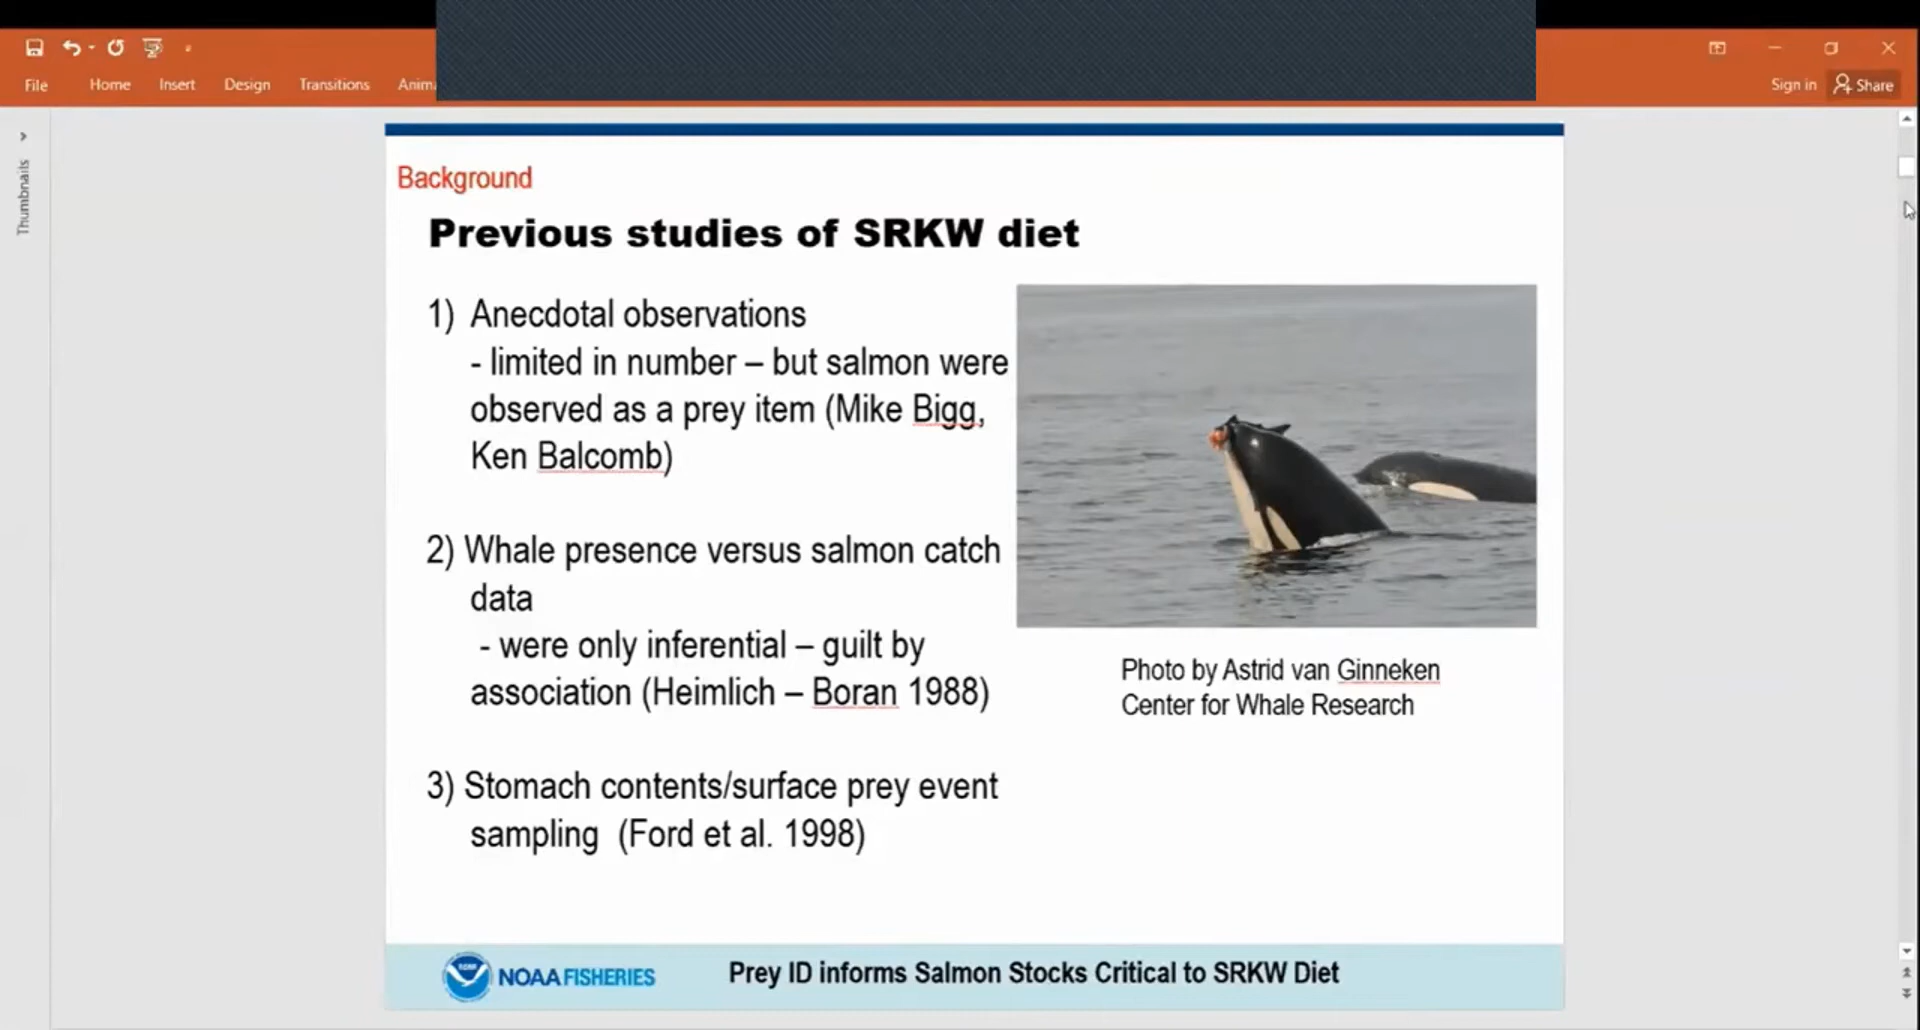 File Home Insert Design Transitions Anim
Sign in Share
Thumbnails
Background
Previous studies of SRKW diet
1) Anecdotal observations
- limited in number – but salmon were
observed as a prey item (Mike Bigg,
Ken Balcomb)
2) Whale presence versus salmon catch
data
- were only inferential – guilt by
association (Heimlich – Boran 1988)
3) Stomach contents/surface prey event
sampling (Ford et al. 1998)
Photo by Astrid van Ginneken
Center for Whale Research
NOAA FISHERIES
Prey ID informs Salmon Stocks Critical to SRKW Diet